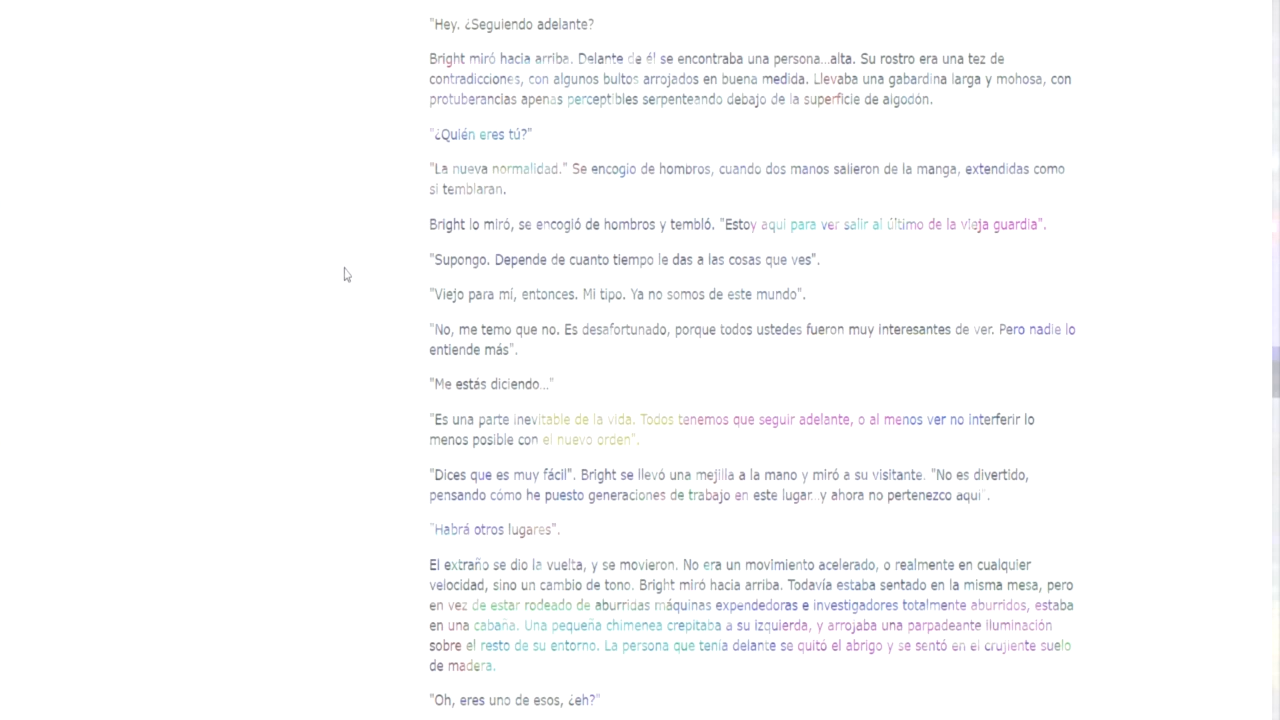 "Hey. ¿Seguiendo adelante?
Bright miró hacia arriba. Delante de él se encontraba una persona...alta. Su rostro era una tez de
contradicciones, con algunos bultos arrojados en buena medida. Llevaba una gabardina larga y mohosa, con
protuberancias apenas perceptibles serpenteando debajo de la superficie de algodón.
"¿Quién eres tú?"
"La nueva normalidad." Se encogio de hombros, cuando dos manos salieron de la manga, extendidas como
si temblaran.
Bright lo miró, se encogió de hombros y tembló. "Estoy aqui para ver salir al último de la vieja guardia".
"Supongo. Depende de cuanto tiempo le das a las cosas que ves".
"Viejo para mí, entonces. Mi tipo. Ya no somos de este mundo".
"No, me temo que no. Es desafortunado, porque todos ustedes fueron muy interesantes de ver. Pero nadie lo
entiende más".
"Me estás diciendo..."
"Es una parte inevitable de la vida. Todos tenemos que seguir adelante, o al menos ver no interferir lo
menos posible con el nuevo orden".
"Dices que es muy fácil". Bright se llevó una mejilla a la mano y miró a su visitante. "No es divertido,
pensando cómo he puesto generaciones de trabajo en este lugar...y ahora no pertenezco aquí".
"Habrá otros lugares".
El extraño se dio la vuelta, y se movieron. No era un movimiento acelerado, o realmente en cualquier
velocidad, sino un cambio de tono. Bright miró hacia arriba. Todavía estaba sentado en la misma mesa, pero
en vez de estar rodeado de aburridas máquinas expendedoras e investigadores totalmente aburridos, estaba
en una cabaña. Una pequeña chimenea crepitaba a su izquierda, y arrojaba una parpadeante iluminación
sobre el resto de su entorno. La persona que tenía delante se quitó el abrigo y se sentó en el crujiente suelo
de madera.
"Oh, eres uno de esos, ¿eh?"